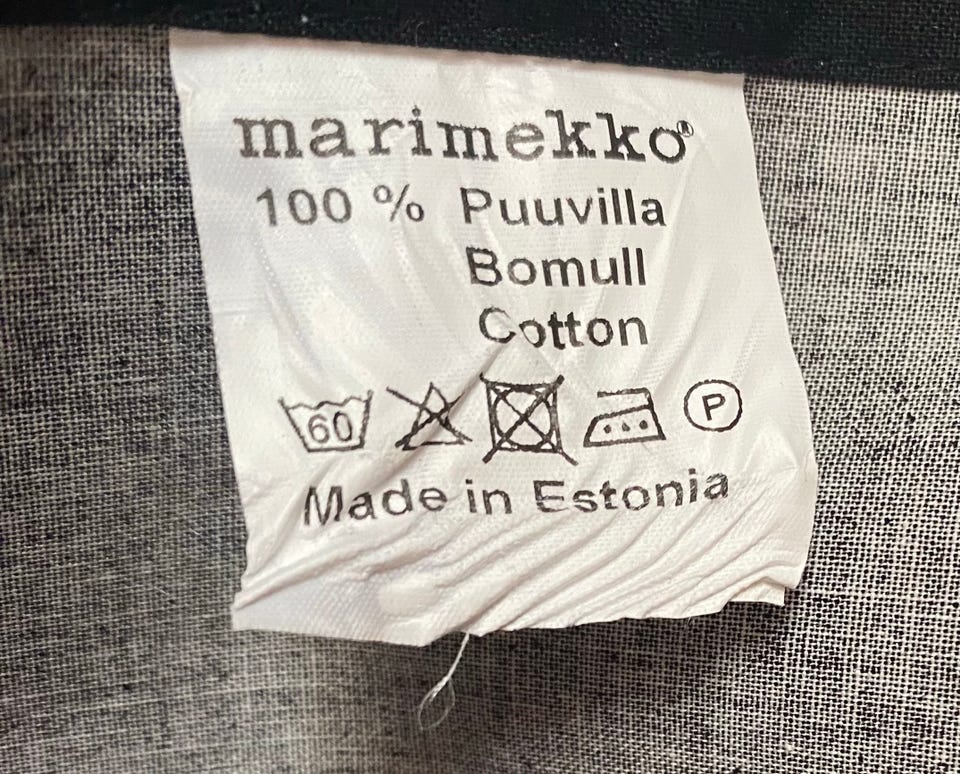 marimekko®
100 % Puuvilla
Bomull
Cotton
60 P
Made in Estonia